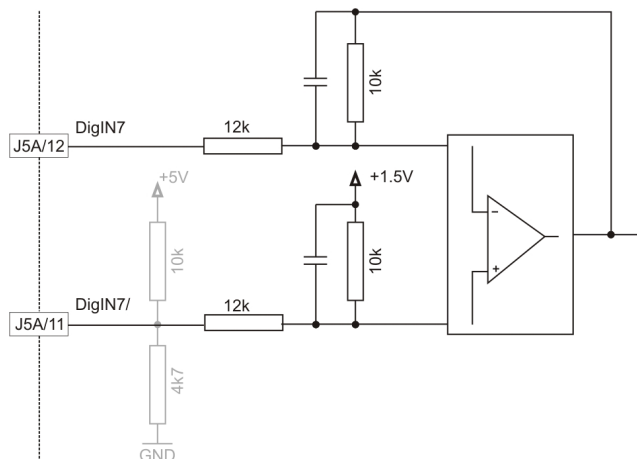 DigIN7
J5A/12
12k
10k
+1.5V
+5V
10k
10k
DigIN7/
J5A/11
12k
4k7
GND
-
+